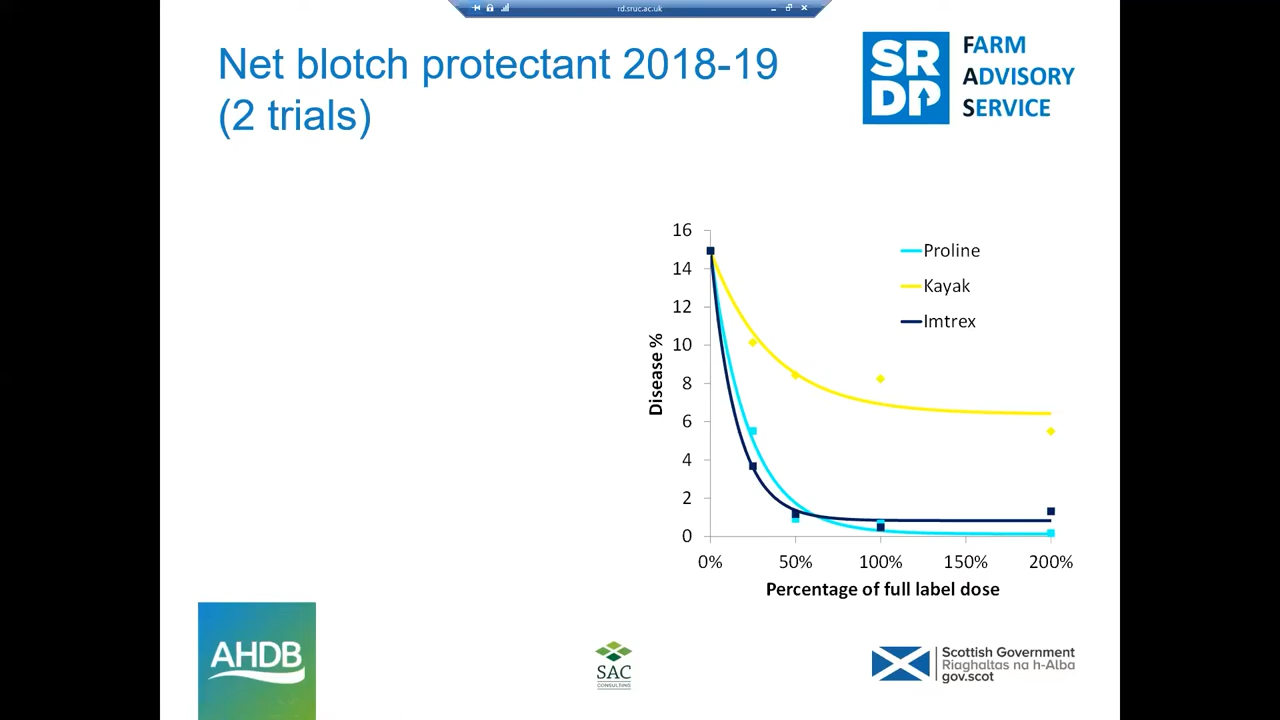 rd.sruc.ac.uk
Net blotch protectant 2018-19
(2 trials)
SR
DP
FARM
ADVISORY
SERVICE
16
14
12
10
8
6
4
2
0
Disease %
Proline
Kayak
Imtrex
0%
50%
100%
150%
200%
Percentage of full label dose
AHDB
SAC
CONSULTING
Scottish Government
Riaghaltas na h-Alba
gov.scot